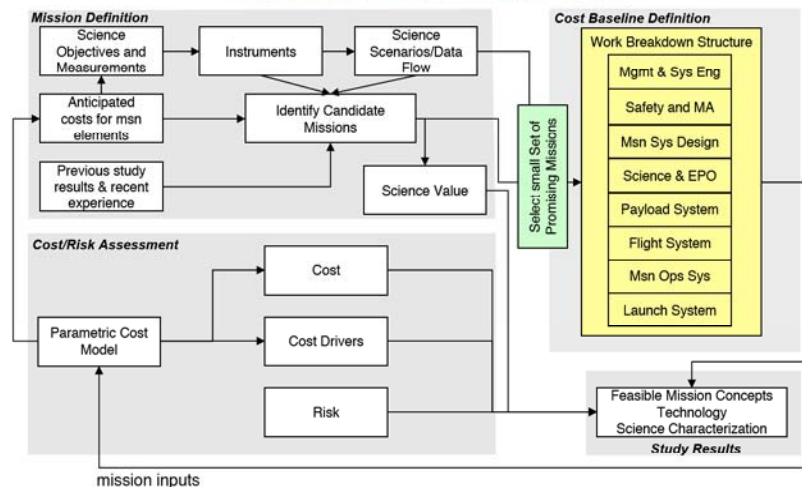 Mission Definition
Science
Objectives and
Measurements
Instruments
Science
Scenarios/Data
Flow
Anticipated
costs for msn
elements
Identify Candidate
Missions
Previous study
results & recent
experience
Science Value
Select small Set of
Promising Missions
Cost Baseline Definition
Work Breakdown Structure
Mgmt & Sys Eng
Safety and MA
Msn Sys Design
Science & EPO
Payload System
Flight System
Msn Ops Sys
Launch System
Cost/Risk Assessment
Parametric Cost
Model
Cost
Cost Drivers
Risk
Feasible Mission Concepts
Technology
Science Characterization
Study Results
mission inputs